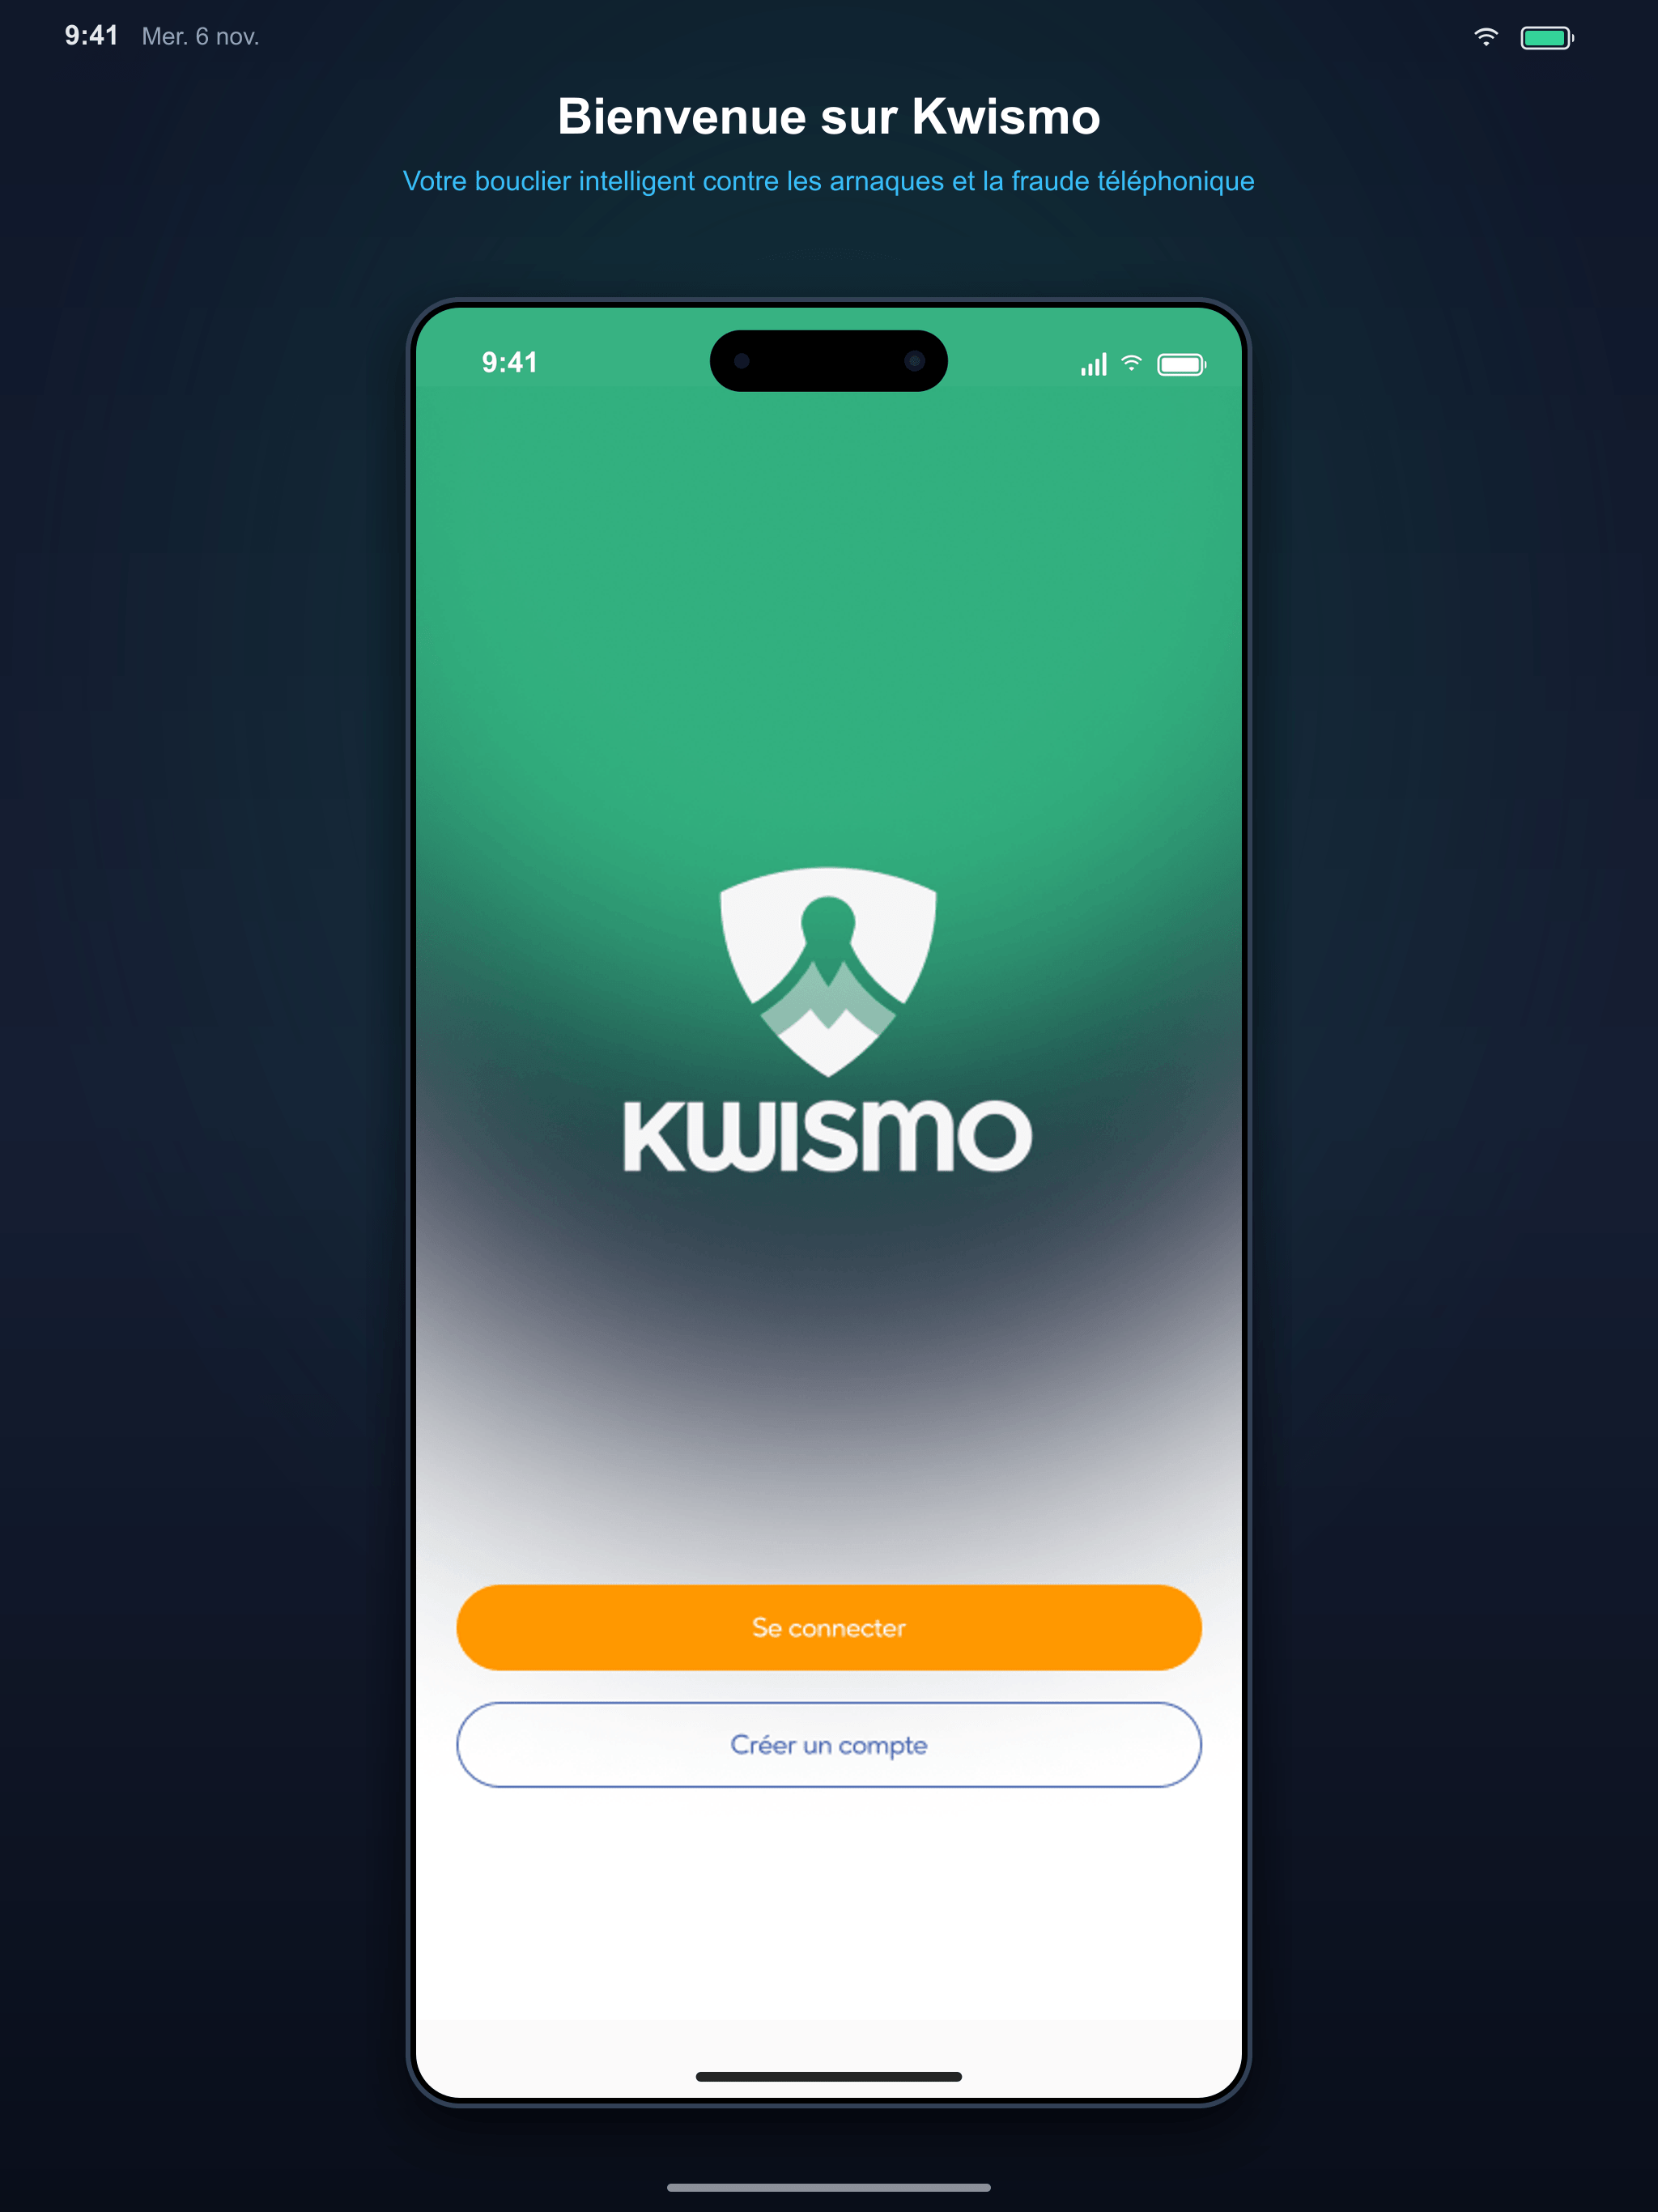 9:41 Mer. 6 nov.
Bienvenue sur Kwismo
Votre bouclier intelligent contre les arnaques et la fraude téléphonique
9:41
KWISMO
Se connecter
Créer un compte